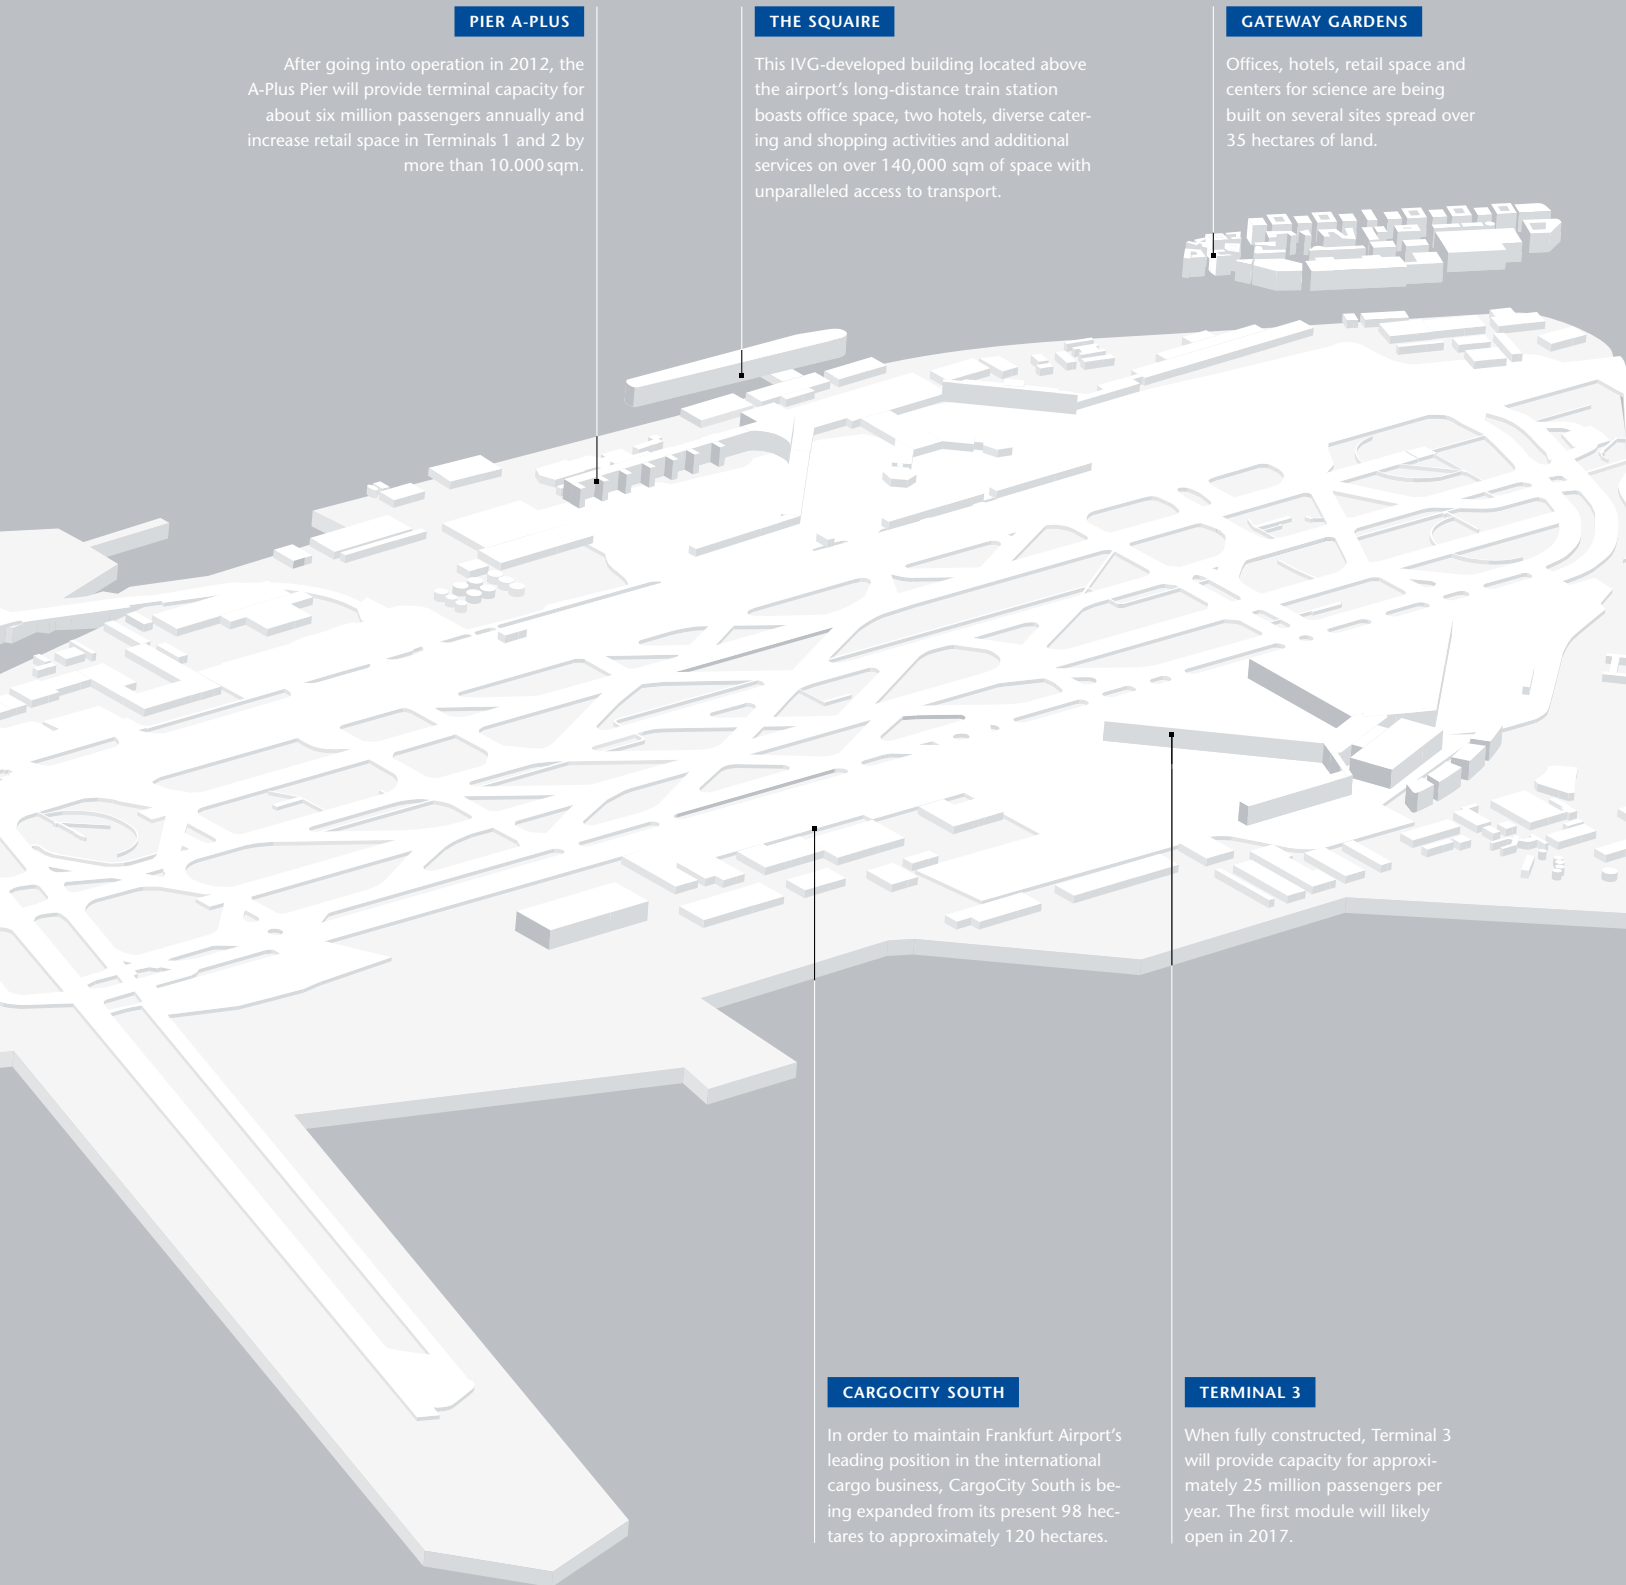 PIER A-PLUS
After going into operation in 2012, the
A-Plus Pier will provide terminal capacity for
about six million passengers annually and
increase retail space in Terminals 1 and 2 by
more than 10.000 sqm.
THE SQUAIRE
This IVG-developed building located above
the airport’s long-distance train station
boasts office space, two hotels, diverse cater-
ing and shopping activities and additional
services on over 140,000 sqm of space with
unparalleled access to transport.
GATEWAY GARDENS
Offices, hotels, retail space and
centers for science are being
built on several sites spread over
35 hectares of land.
CARGOCITY SOUTH
In order to maintain Frankfurt Airport’s
leading position in the international
cargo business, CargoCity South is be-
ing expanded from its present 98 hec-
tares to approximately 120 hectares.
TERMINAL 3
When fully constructed, Terminal 3
will provide capacity for approxi-
mately 25 million passengers per
year. The first module will likely
open in 2017.